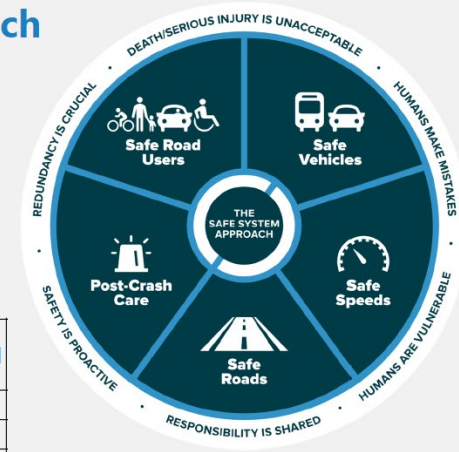 ch
DEATH/SERIOUS INJURY IS UNACCEPTABLE
HUMANS MAKE MISTAKES
HUMANS ARE VULNERABLE
RESPONSIBILITY IS SHARED
SAFETY IS PROACTIVE
REDUNDANCY IS CRUCIAL
Safe Road
Users
Safe
Vehicles
THE
SAFE SYSTEM
APPROACH
Post-Crash
Care
Safe
Speeds
Safe
Roads